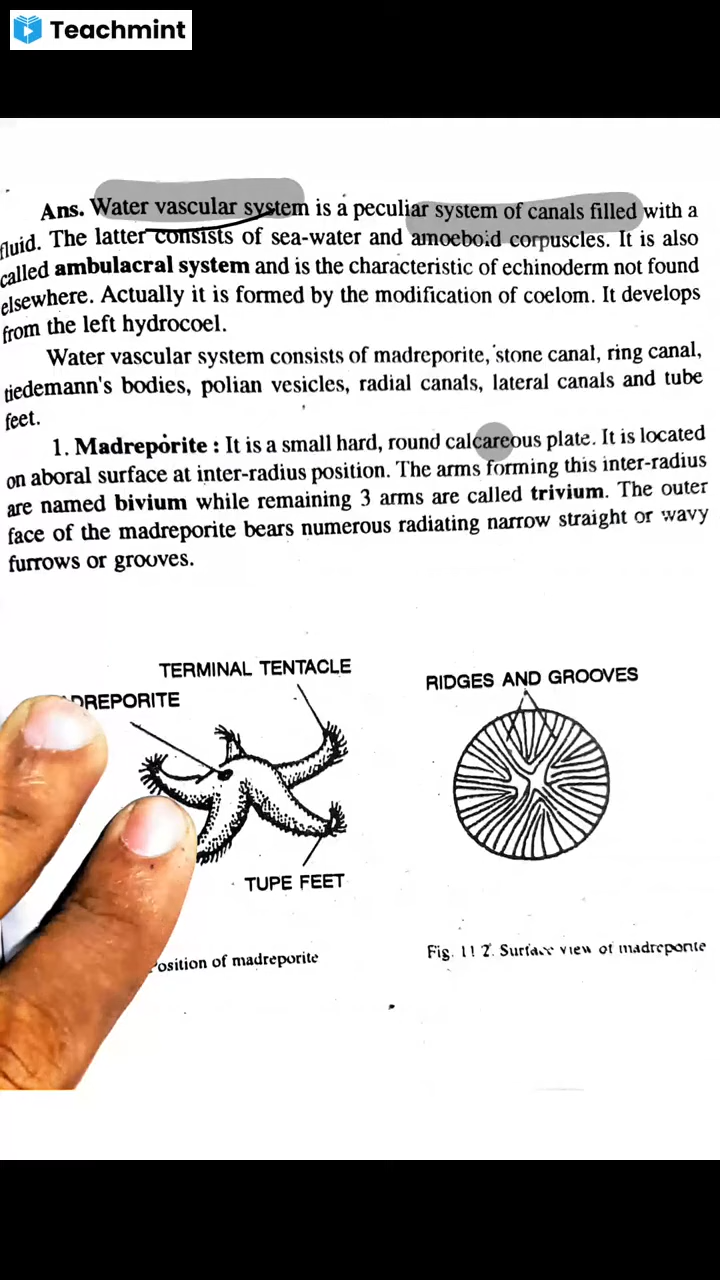 Teachmint
Ans. Water vascular system is a peculiar system of canals filled with a
fluid. The latter consists of sea-water and amoeboid corpuscles. It is also
called ambulacral system and is the characteristic of echinoderm not found
elsewhere. Actually it is formed by the modification of coelom. It develops
from the left hydrocoel.
Water vascular system consists of madreporite, stone canal, ring canal,
tiedemann's bodies, polian vesicles, radial canals, lateral canals and tube
feet.
1. Madreporite : It is a small hard, round calcareous plate. It is located
on aboral surface at inter-radius position. The arms forming this inter-radius
are named bivium while remaining 3 arms are called trivium. The outer
face of the madreporite bears numerous radiating narrow straight or wavy
furrows or grooves.
TERMINAL TENTACLE
DREPORITE
RIDGES AND GROOVES
TUPE FEET
osition of madreporite
Fig. 11 2. Surface view of madreporite